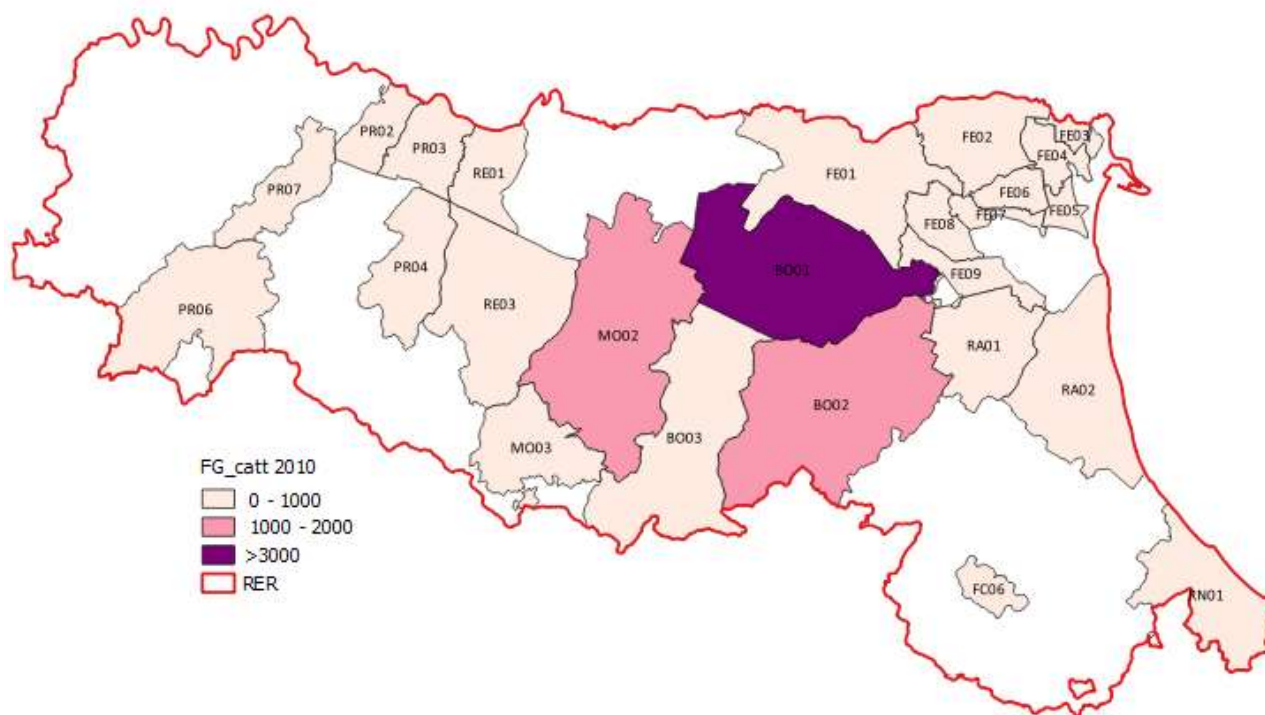 PR02
PR03
RE01
PR07
PR04
PR06
RE03
MO02
MO03
BO01
BO02
BO03
FE01
FE02
FE03
FE04
FE06
FE05
FE07
FE08
FE09
RA01
RA02
FC06
RN01
FG_catt 2010
0 - 1000
1000 - 2000
>3000
RER